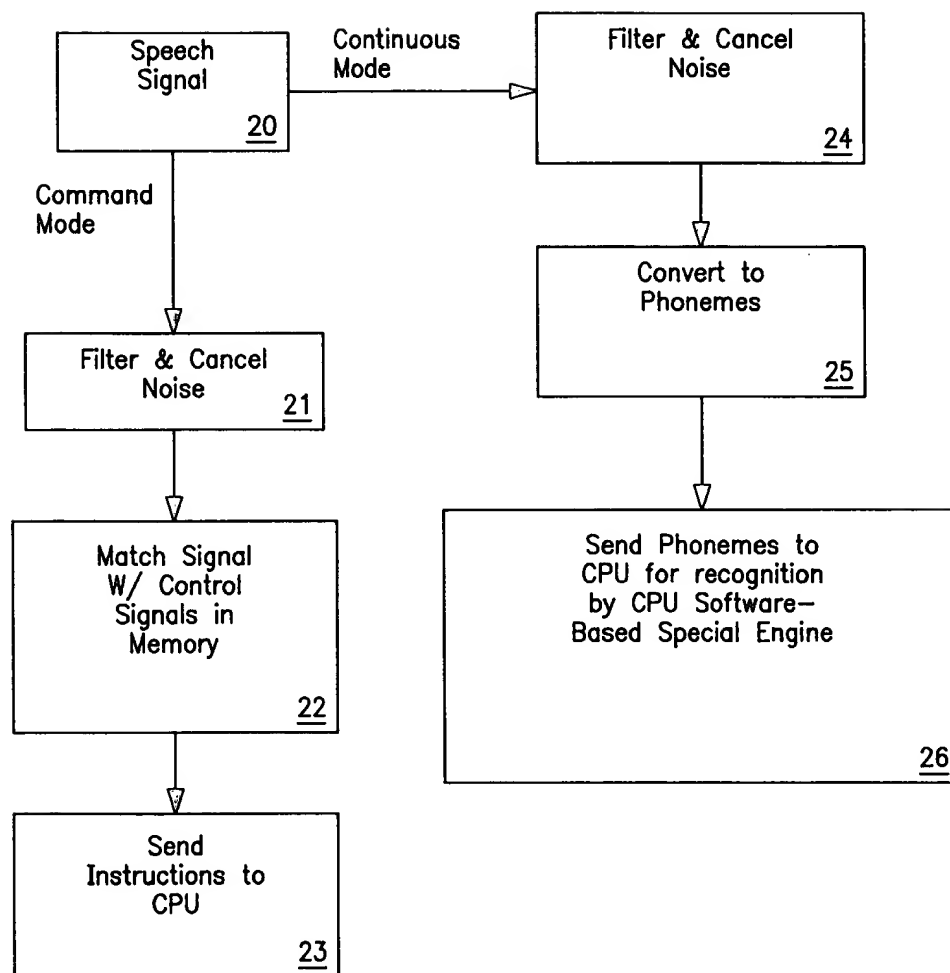 Speech
Signal
20
Continuous
Mode
Filter & Cancel
Noise
24
Command
Mode
Convert to
Phonemes
25
Filter & Cancel
Noise
21
Match Signal
W/ Control
Signals in
Memory
22
Send Phonemes to
CPU for recognition
by CPU Software-
Based Special Engine
26
Send
Instructions to
CPU
23